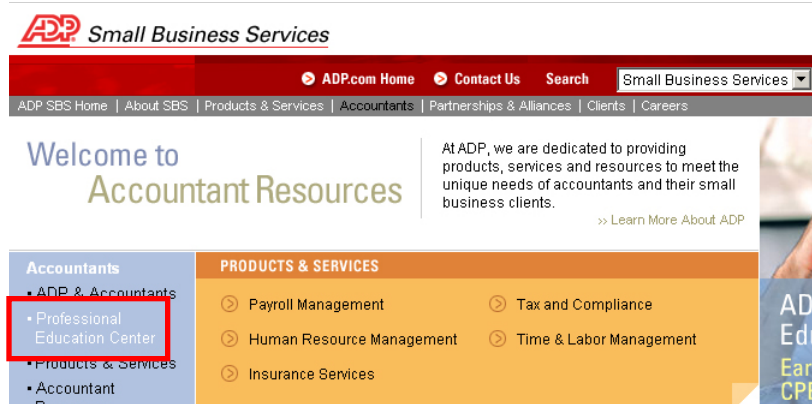 ADP Small Business Services
ADP.com Home Contact Us Search Small Business Services
ADP SBS Home | About SBS | Products & Services | Accountants | Partnerships & Alliances | Clients | Careers
Welcome to
Accountant Resources
At ADP, we are dedicated to providing
products, services and resources to meet the
unique needs of accountants and their small
business clients.
>> Learn More About ADP
Accountants
▪ ADP & Accountants
▪ Professional
Education Center
▪ Products & Services
▪ Accountant
PRODUCTS & SERVICES
Payroll Management
Tax and Compliance
Human Resource Management
Time & Labor Management
Insurance Services
AD
Edu
Ear
CPE